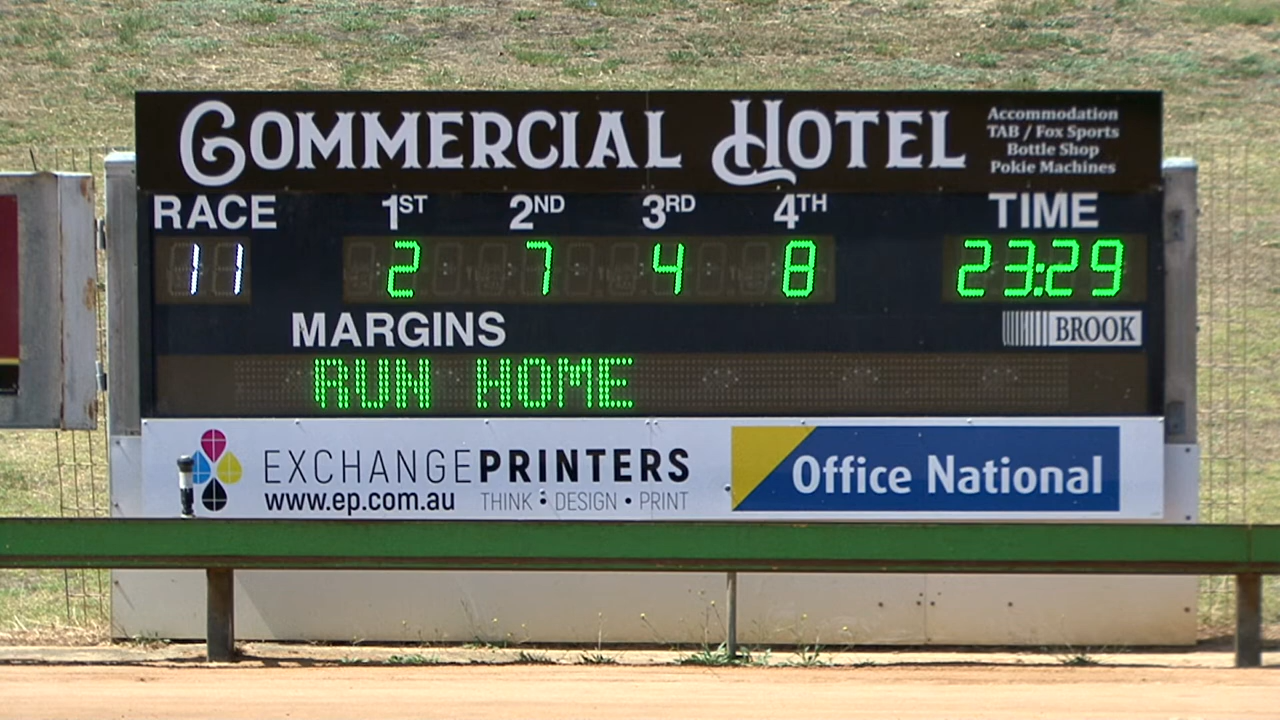 COMMERCIAL HOTEL
Accommodation
TAB / Fox Sports
Bottle Shop
Pokie Machines
RACE 1ST 2ND 3RD 4TH TIME
11 2 7 4 8 23:29
MARGINS
BROOK
RUN HOME
EXCHANGEPRINTERS
www.ep.com.au THINK • DESIGN • PRINT
Office National